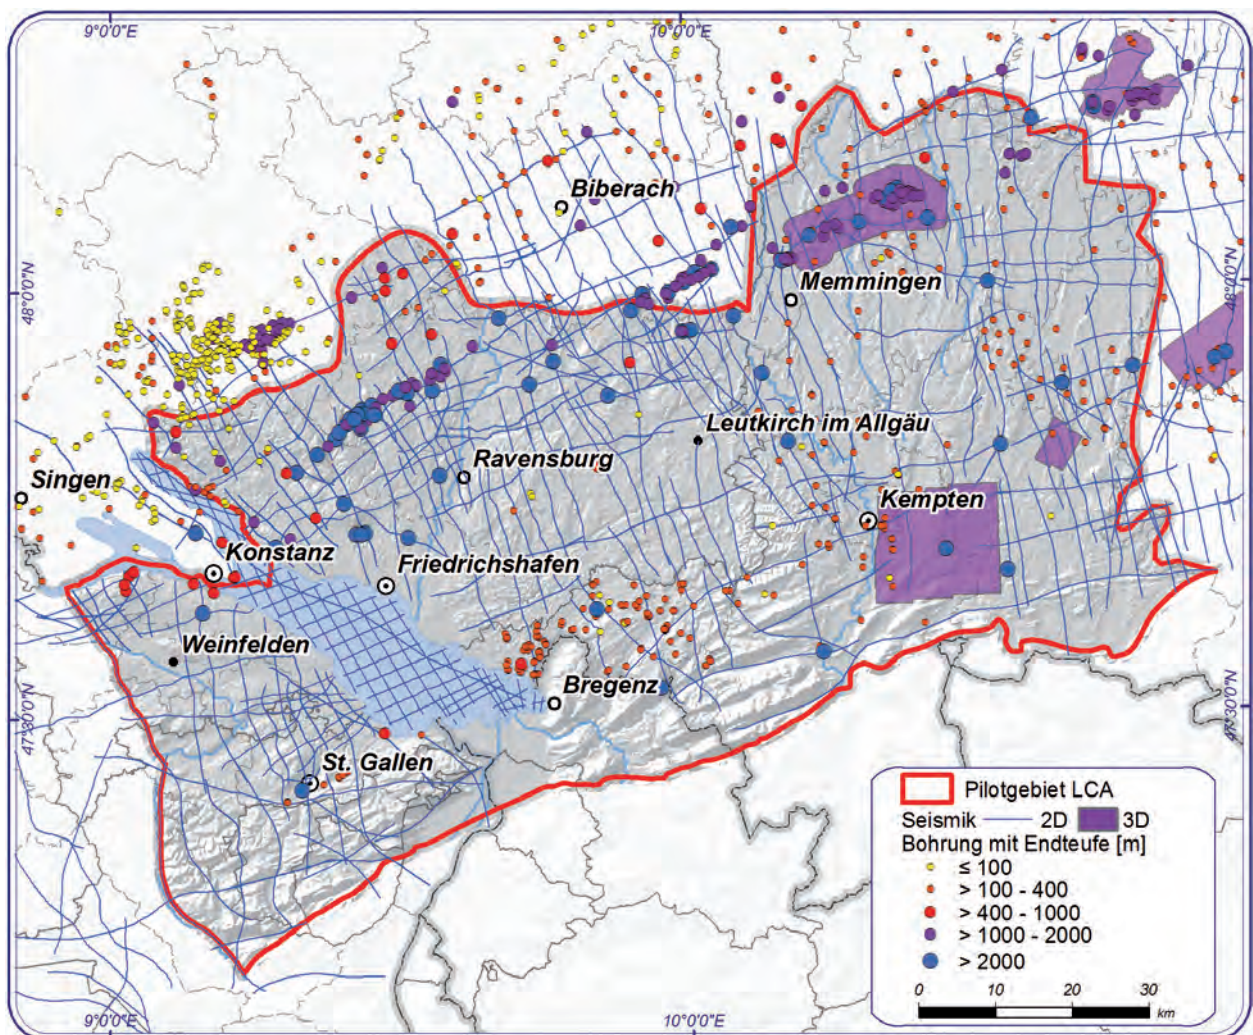 9°0'0"E
10°0'0"E
Biberach
48°0'0"N
48°0'0"N
Memmingen
Leutkirch im Allgäu
Ravensburg
Singen
Kempten
Konstanz
Friedrichshafen
Weinfelden
Bregenz
47°30'0"N
47°30'0"N
St. Gallen
Pilotgebiet LCA
Seismik 2D 3D
Bohrung mit Endteufe [m]
≤ 100
> 100 - 400
> 400 - 1000
> 1000 - 2000
> 2000
0 10 20 30
km
9°0'0"E
10°0'0"E